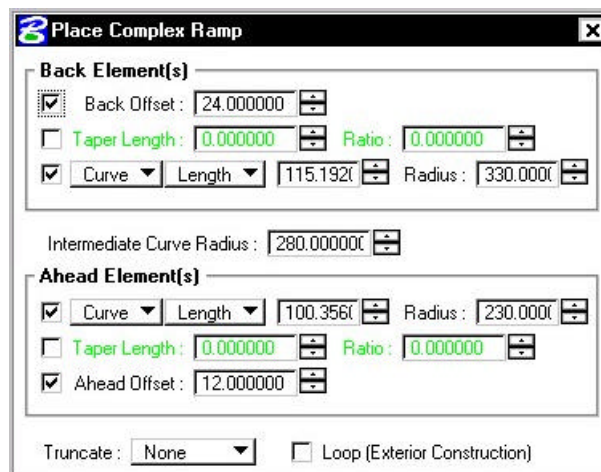 Place Complex Ramp
Back Element(s)
Back Offset : 24.000000
Taper Length : 0.000000 Ratio : 0.000000
Curve Length 115.192( Radius : 330.000(
Intermediate Curve Radius : 280.000000
Ahead Element(s)
Curve Length 100.356( Radius : 230.000(
Taper Length : 0.000000 Ratio : 0.000000
Ahead Offset : 12.000000
Truncate : None Loop (Exterior Construction)